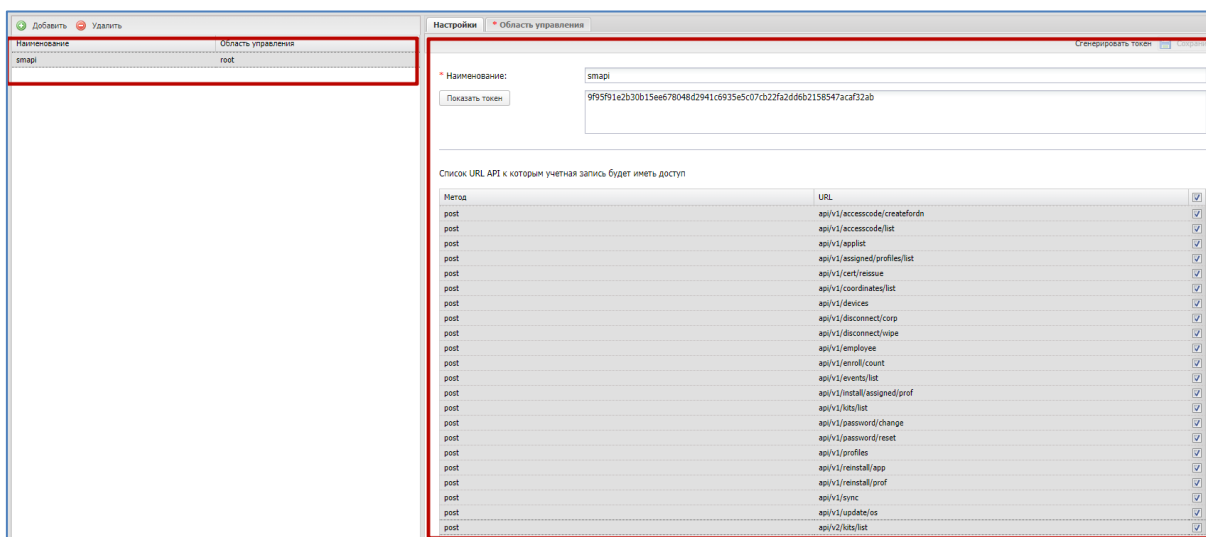 Добавить Удалить
Наименование Область управления
smapi root
Настройки * Область управления
Сгенерировать токен
* Наименование: smapi
Показать токен 9f95f91e2b30b15ee678048d2941c6935e5c07cb22fa2dd6b2158547acaf32ab
Список URL API к которым учетная запись будет иметь доступ
Метод URL
post api/v1/accesscode/createfordn
post api/v1/accesscode/list
post api/v1/applist
post api/v1/assigned/profiles/list
post api/v1/cert/reissue
post api/v1/coordinates/list
post api/v1/devices
post api/v1/disconnect/corp
post api/v1/disconnect/wipe
post api/v1/employee
post api/v1/enroll/count
post api/v1/events/list
post api/v1/install/assigned/prof
post api/v1/kits/list
post api/v1/password/change
post api/v1/password/reset
post api/v1/profiles
post api/v1/reinstall/app
post api/v1/reinstall/prof
post api/v1/sync
post api/v1/update/os
post api/v2/kits/list